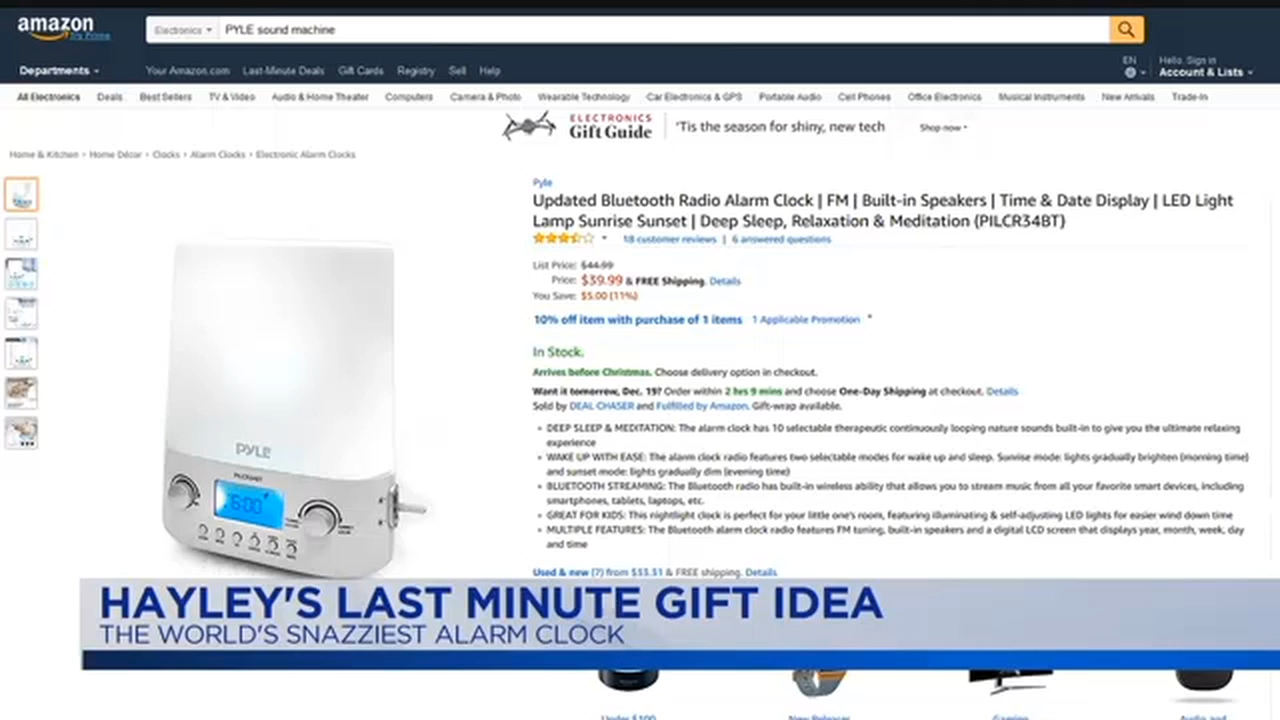 amazon
Try Prime
Electronics
PYLE sound machine
Departments
Your Amazon.com Last-Minute Deals Gift Cards Registry Sell Help
EN
Hello. Sign in
Account & Lists
All Electronics Deals Best Sellers TV & Video Audio & Home Theater Computers Camera & Photo Wearable Technology Car Electronics & GPS Portable Audio Cell Phones Office Electronics Musical Instruments New Arrivals Trade-In
ELECTRONICS
Gift Guide
'Tis the season for shiny, new tech
Shop now
Home & Kitchen › Home Décor › Clocks › Alarm Clocks › Electronic Alarm Clocks
Pyle
Updated Bluetooth Radio Alarm Clock | FM | Built-in Speakers | Time & Date Display | LED Light
Lamp Sunrise Sunset | Deep Sleep, Relaxation & Meditation (PILCR34BT)
18 customer reviews | 6 answered questions
List Price: $44.99
Price: $39.99 & FREE Shipping. Details
You Save: $5.00 (11%)
10% off item with purchase of 1 items 1 Applicable Promotion
In Stock.
Arrives before Christmas. Choose delivery option in checkout.
Want it tomorrow, Dec. 19? Order within 2 hrs 9 mins and choose One-Day Shipping at checkout. Details
Sold by DEAL CHASER and Fulfilled by Amazon. Gift-wrap available.
• DEEP SLEEP & MEDITATION: The alarm clock has 10 selectable therapeutic continuously looping nature sounds built-in to give you the ultimate relaxing
experience
• WAKE UP WITH EASE: The alarm clock radio features two selectable modes for wake up and sleep. Sunrise mode: lights gradually brighten (morning time)
and sunset mode: lights gradually dim (evening time)
• BLUETOOTH STREAMING: The Bluetooth radio has built-in wireless ability that allows you to stream music from all your favorite smart devices, including
smartphones, tablets, laptops, etc.
• GREAT FOR KIDS: This nightlight clock is perfect for your little one's room, featuring illuminating & self-adjusting LED lights for easier wind down time
• MULTIPLE FEATURES: The Bluetooth alarm clock radio features FM tuning, built-in speakers and a digital LCD screen that displays year, month, week, day
and time
Used & new (7) from $33.31 & FREE shipping. Details
PYLE
6:00
HAYLEY'S LAST MINUTE GIFT IDEA
THE WORLD'S SNAZZIEST ALARM CLOCK
Under $100 New Releases Gaming Audio and